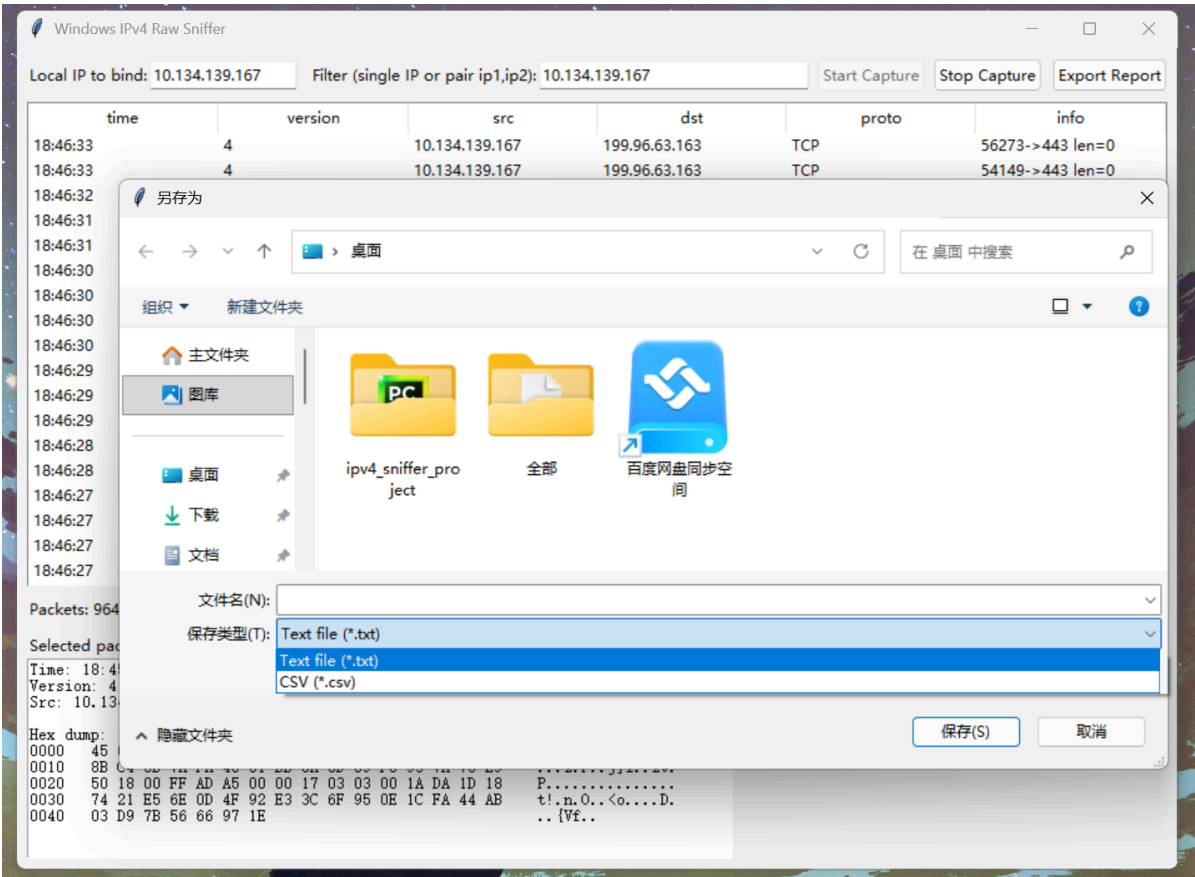 Windows IPv4 Raw Sniffer
Local IP to bind: 10.134.139.167 Filter (single IP or pair ip1,ip2): 10.134.139.167 Start Capture Stop Capture Export Report
time version src dst proto info
18:46:33 4 10.134.139.167 199.96.63.163 TCP 56273->443 len=0
18:46:33 4 10.134.139.167 199.96.63.163 TCP 54149->443 len=0
18:46:32
18:46:31
18:46:31
18:46:30
18:46:30
18:46:30
18:46:30
18:46:29
18:46:29
18:46:29
18:46:28
18:46:28
18:46:27
18:46:27
18:46:27
18:46:27
另存为
桌面
在 桌面 中搜索
组织 新建文件夹
主文件夹
图库
桌面
下载
文档
PC
ipv4_sniffer_pro
ject
全部
百度网盘同步空
间
文件名(N):
保存类型(T): Text file (*.txt)
Text file (*.txt)
CSV (*.csv)
隐藏文件夹 保存(S) 取消
Packets: 964
Selected
Time: 18:4
Version: 4
Src: 10.13
Hex dump:
0000 45
0010
0020 50 18 00 FF AD A5 00 00 17 03 03 00 1A DA 1D 18 P...............
0030 74 21 E5 6E 0D 4F 92 E3 3C 6F 95 0E 1C FA 44 AB t!.n.O..<o....D.
0040 03 D9 7B 56 66 97 1E ..{Vf..